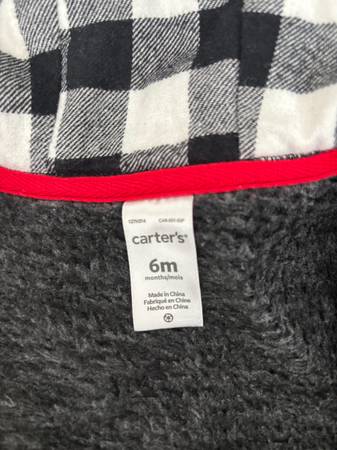 carter's®
6m
months/mois
Made in China
Fabriqué en Chine
Hecho en China